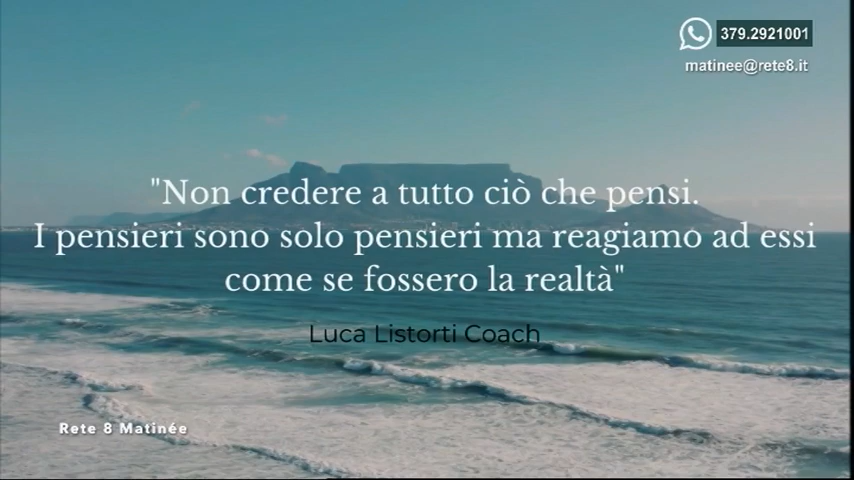 379.2921001
matinee@rete8.it
"Non credere a tutto ciò che pensi.
I pensieri sono solo pensieri ma reagiamo ad essi
come se fossero la realtà"
Luca Listorti Coach
Rete 8 Matinée